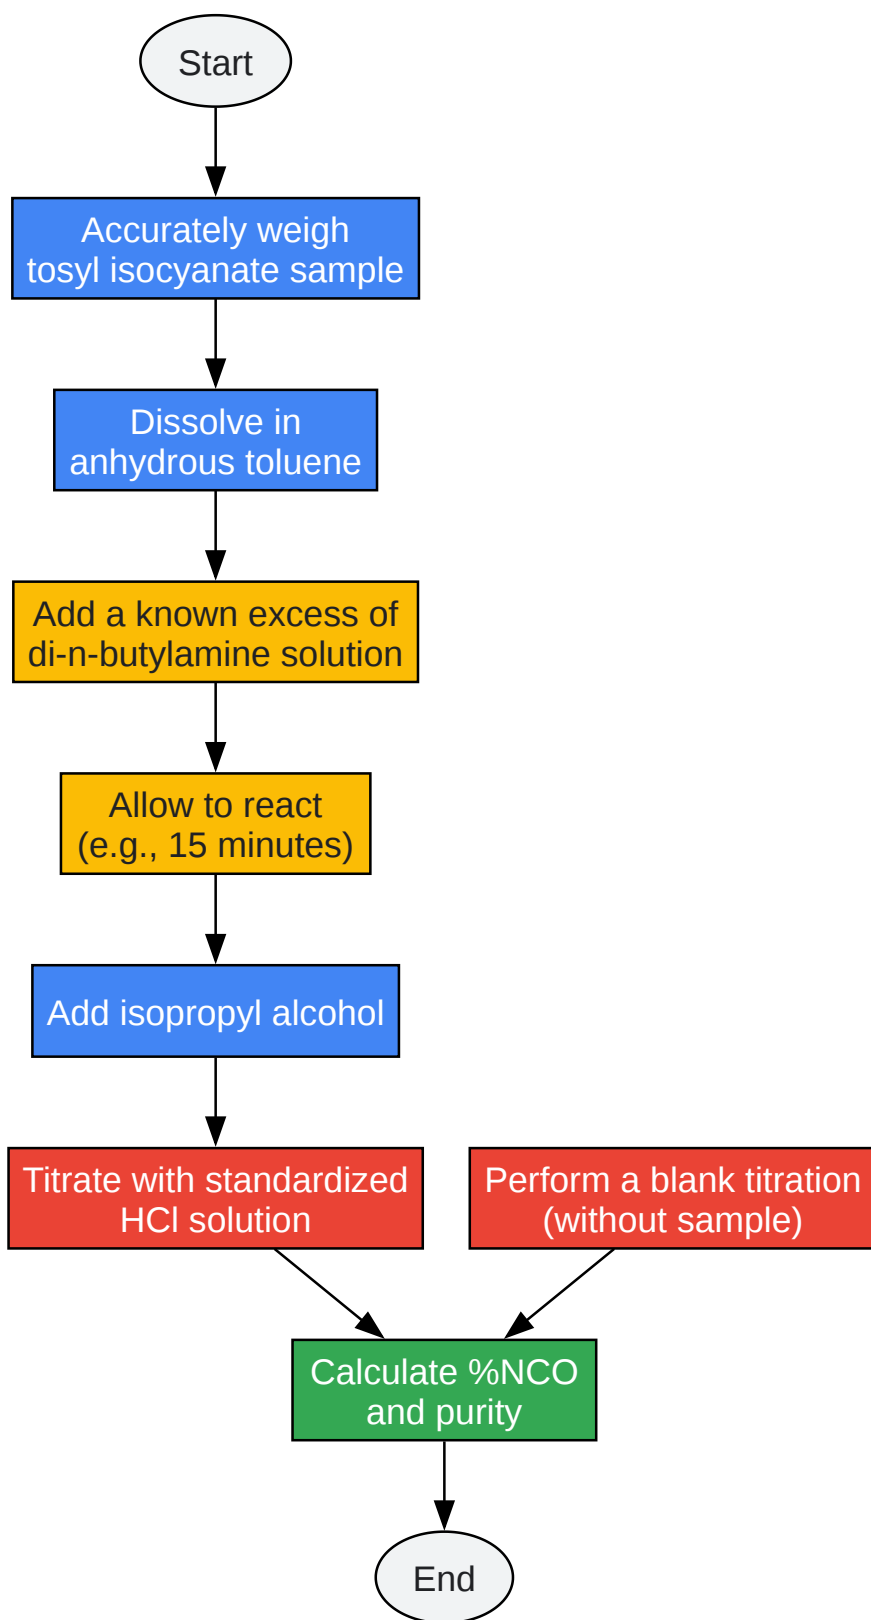 Start
Accurately weigh
tosyl isocyanate sample
Dissolve in
anhydrous toluene
Add a known excess of
di-n-butylamine solution
Allow to react
(e.g., 15 minutes)
Add isopropyl alcohol
Titrate with standardized
HCl solution
Perform a blank titration
(without sample)
Calculate %NCO
and purity
End